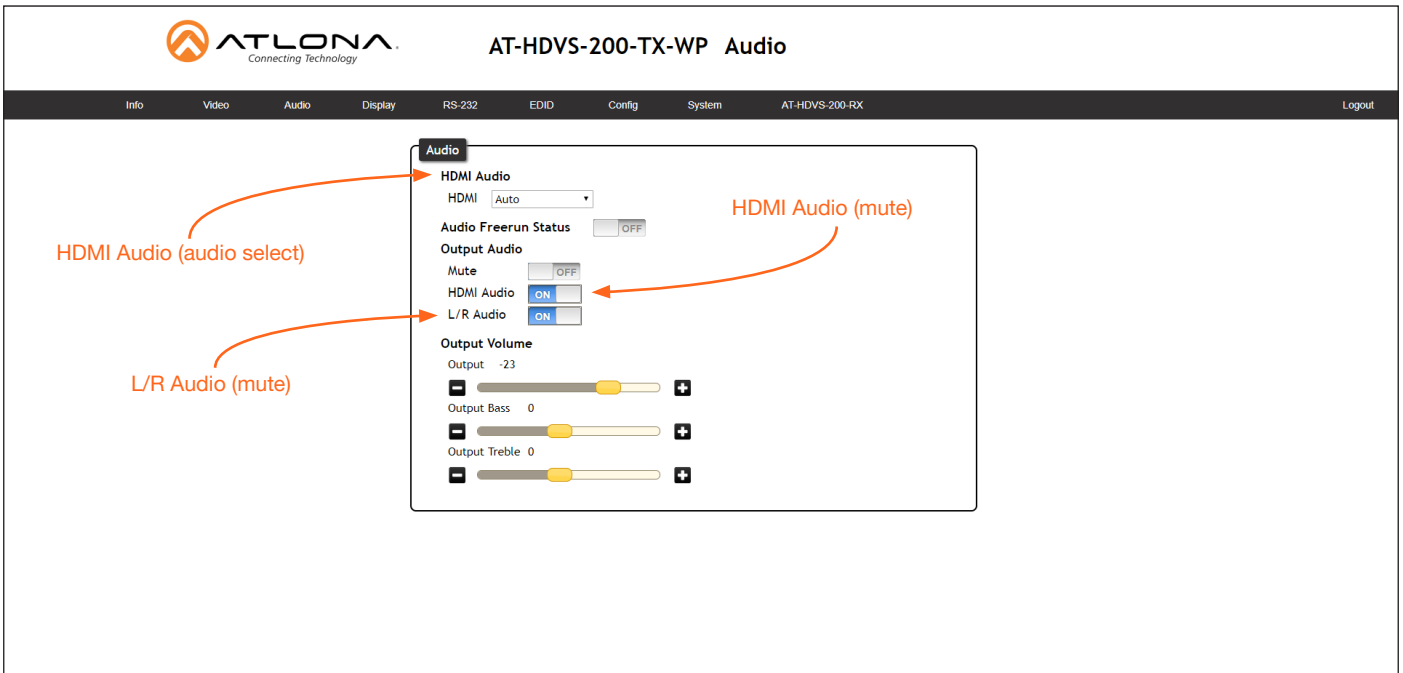 ATLONA.
Connecting Technology
AT-HDVS-200-TX-WP Audio
Info Video Audio Display RS-232 EDID Config System AT-HDVS-200-RX Logout
Audio
HDMI Audio
HDMI Auto
HDMI Audio (mute)
Audio Freerun Status OFF
Output Audio
HDMI Audio (audio select)
Mute OFF
HDMI Audio ON
L/R Audio ON
Output Volume
Output -23
L/R Audio (mute)
Output Bass 0
Output Treble 0